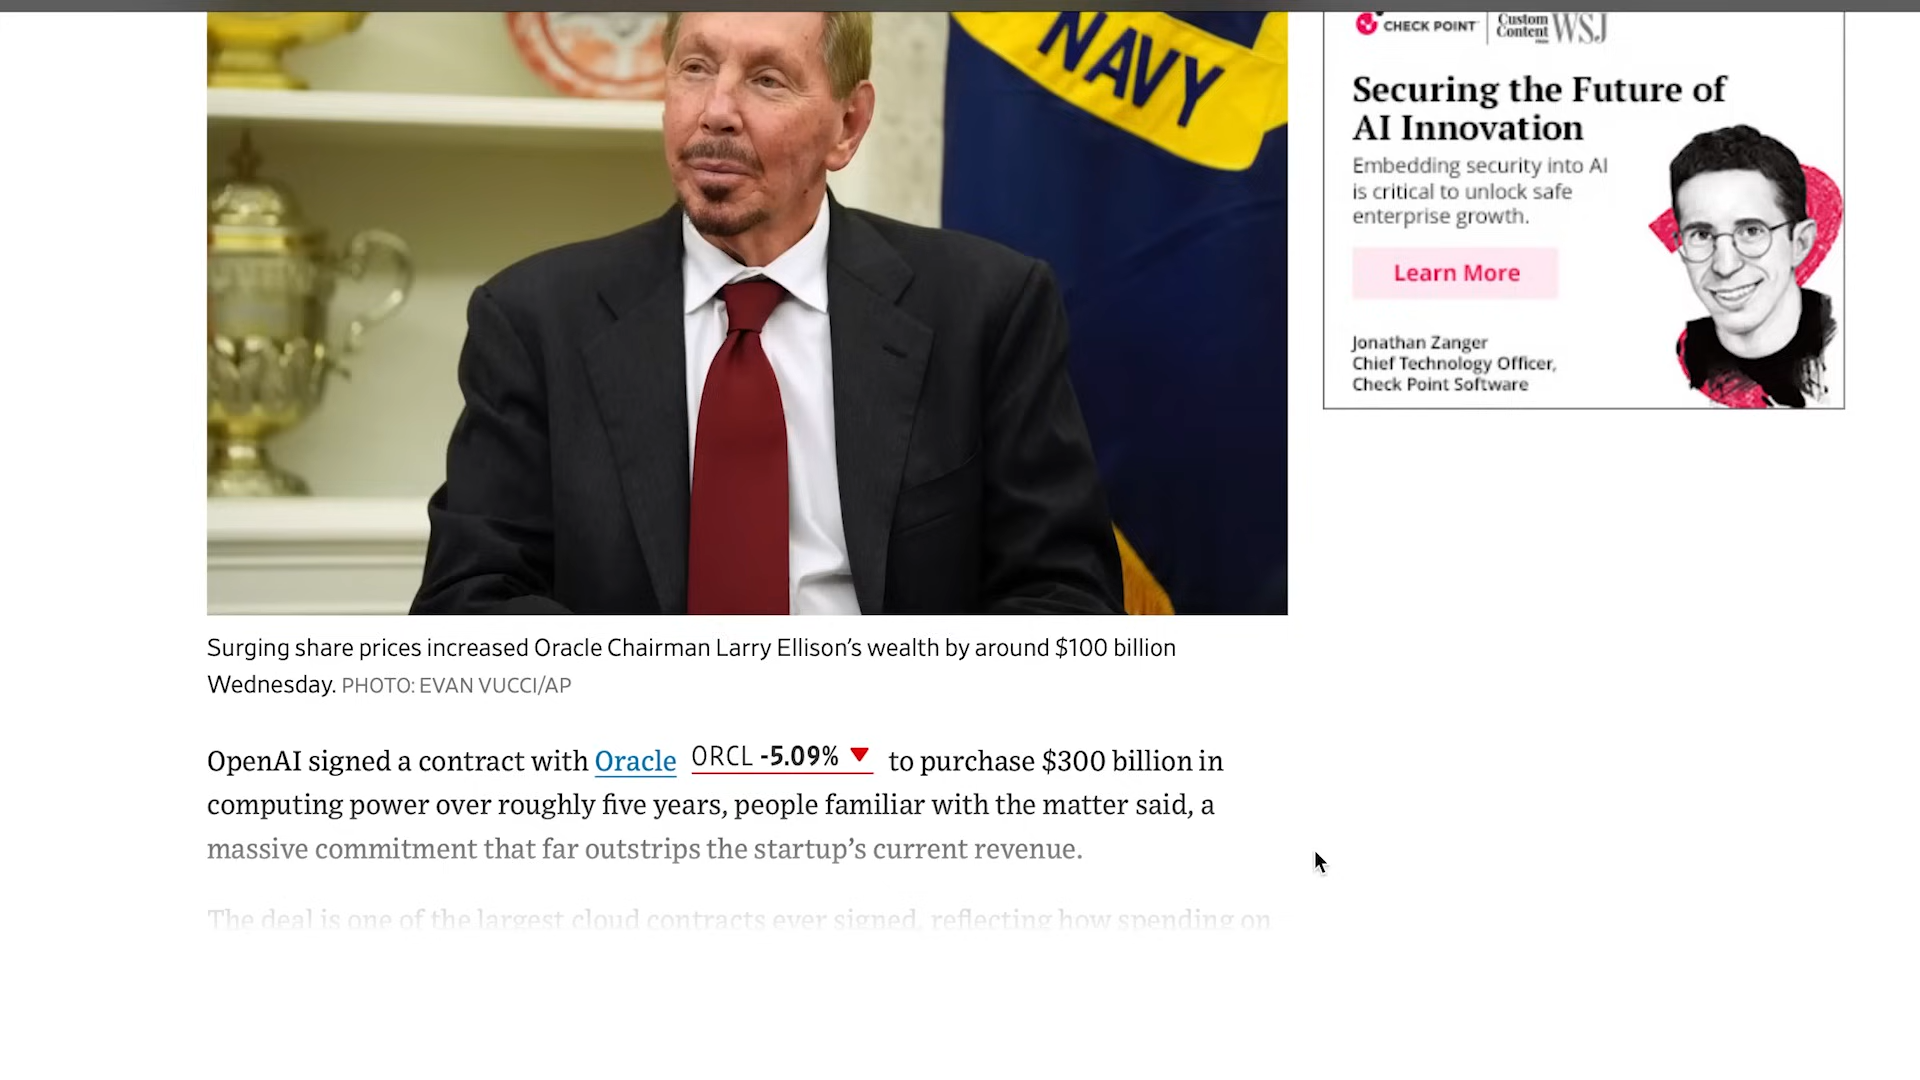 NAVY
CHECK POINT
Custom
Content
WSJ
Securing the Future of
AI Innovation
Embedding security into AI
is critical to unlock safe
enterprise growth.
Learn More
Jonathan Zanger
Chief Technology Officer,
Check Point Software
Surging share prices increased Oracle Chairman Larry Ellison’s wealth by around $100 billion
Wednesday. PHOTO: EVAN VUCCI/AP
OpenAI signed a contract with Oracle ORCL -5.09% ▼ to purchase $300 billion in
computing power over roughly five years, people familiar with the matter said, a
massive commitment that far outstrips the startup’s current revenue.
The deal is one of the largest cloud contracts ever signed, reflecting how spending on